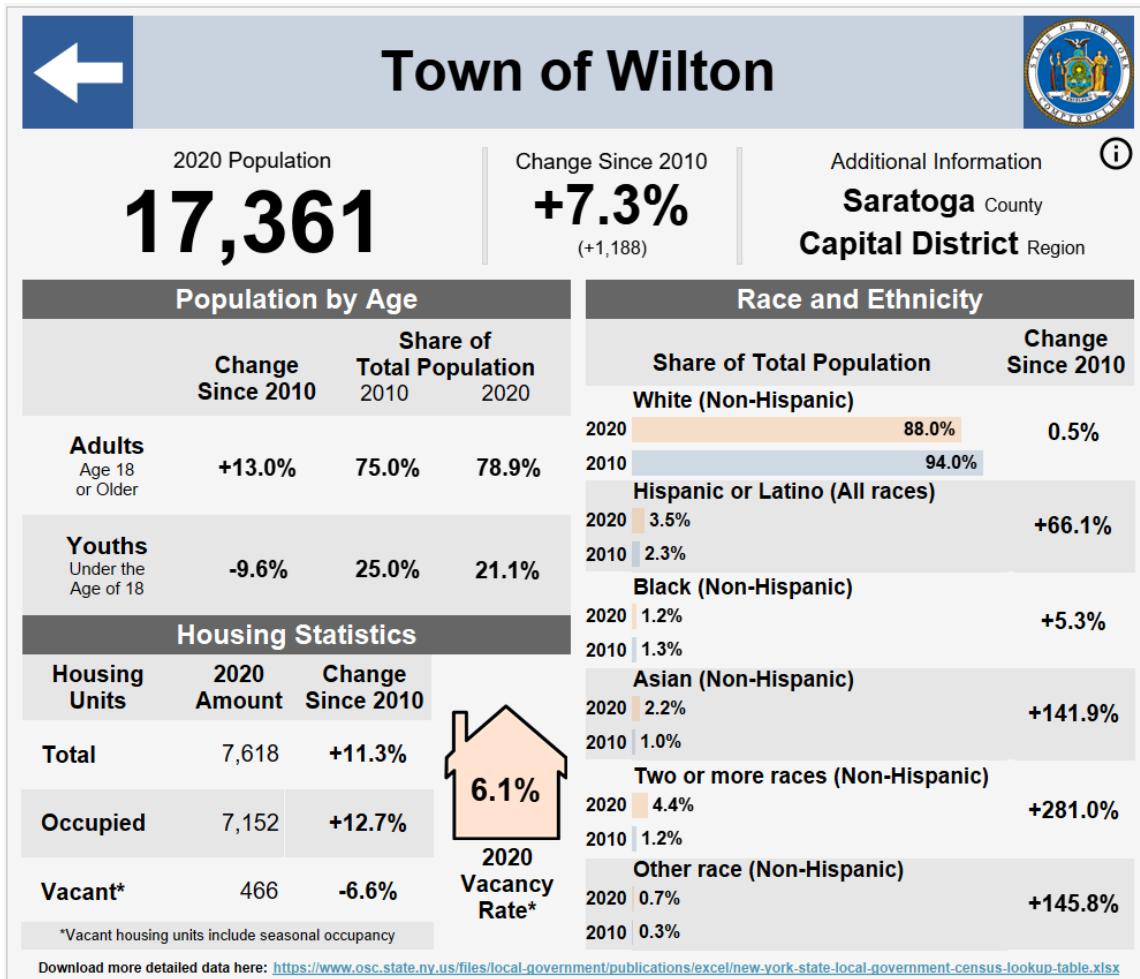 Town of Wilton
STATE OF NEW YORK
EXCELSIOR
COMPTROLLER
2020 Population
17,361
Change Since 2010
+7.3%
(+1,188)
Additional Information
Saratoga County
Capital District Region
Population by Age
Change
Since 2010
Share of
Total Population
2010 2020
Adults
Age 18
or Older
+13.0% 75.0% 78.9%
Youths
Under the
Age of 18
-9.6% 25.0% 21.1%
Housing Statistics
Housing
Units
2020
Amount
Change
Since 2010
Total 7,618 +11.3%
Occupied 7,152 +12.7%
Vacant* 466 -6.6%
*Vacant housing units include seasonal occupancy
6.1%
2020
Vacancy
Rate*
Race and Ethnicity
Share of Total Population
Change
Since 2010
White (Non-Hispanic)
2020 88.0%
2010 94.0%
0.5%
Hispanic or Latino (All races)
2020 3.5%
2010 2.3%
+66.1%
Black (Non-Hispanic)
2020 1.2%
2010 1.3%
+5.3%
Asian (Non-Hispanic)
2020 2.2%
2010 1.0%
+141.9%
Two or more races (Non-Hispanic)
2020 4.4%
2010 1.2%
+281.0%
Other race (Non-Hispanic)
2020 0.7%
2010 0.3%
+145.8%
Download more detailed data here: https://www.osc.state.ny.us/files/local-government/publications/excel/new-york-state-local-government-census-lookup-table.xlsx